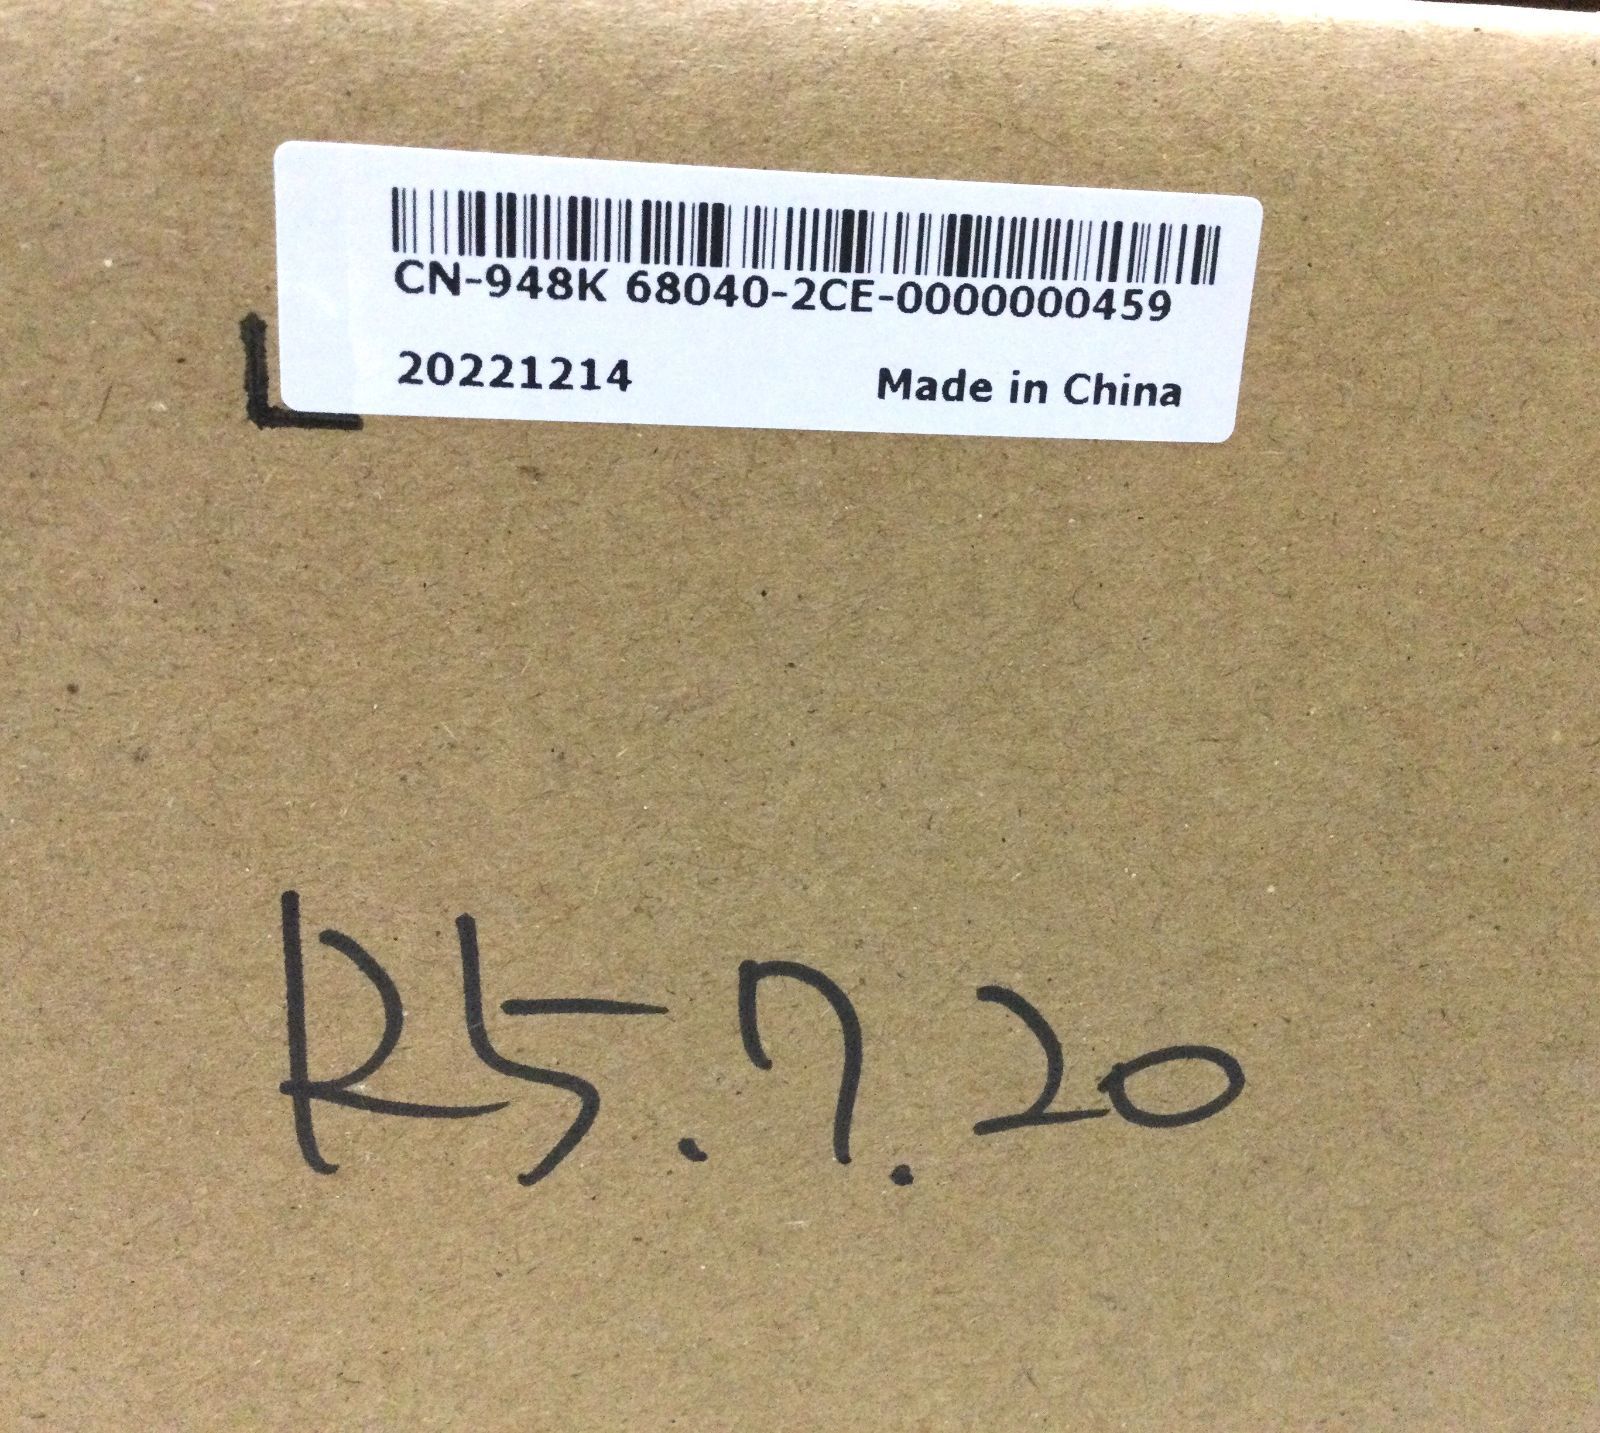 CN-948K 68040-2CE-0000000459
20221214 Made in China
R5.7.20